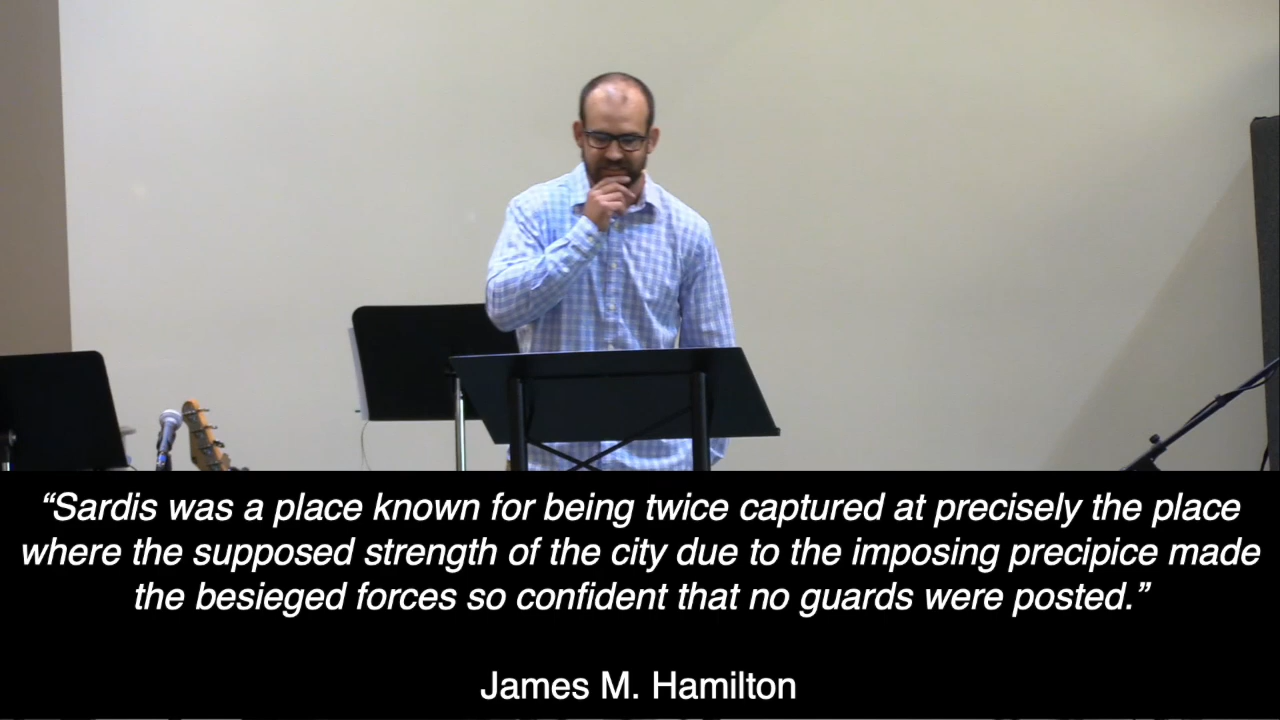 “Sardis was a place known for being twice captured at precisely the place
where the supposed strength of the city due to the imposing precipice made
the besieged forces so confident that no guards were posted.”
James M. Hamilton